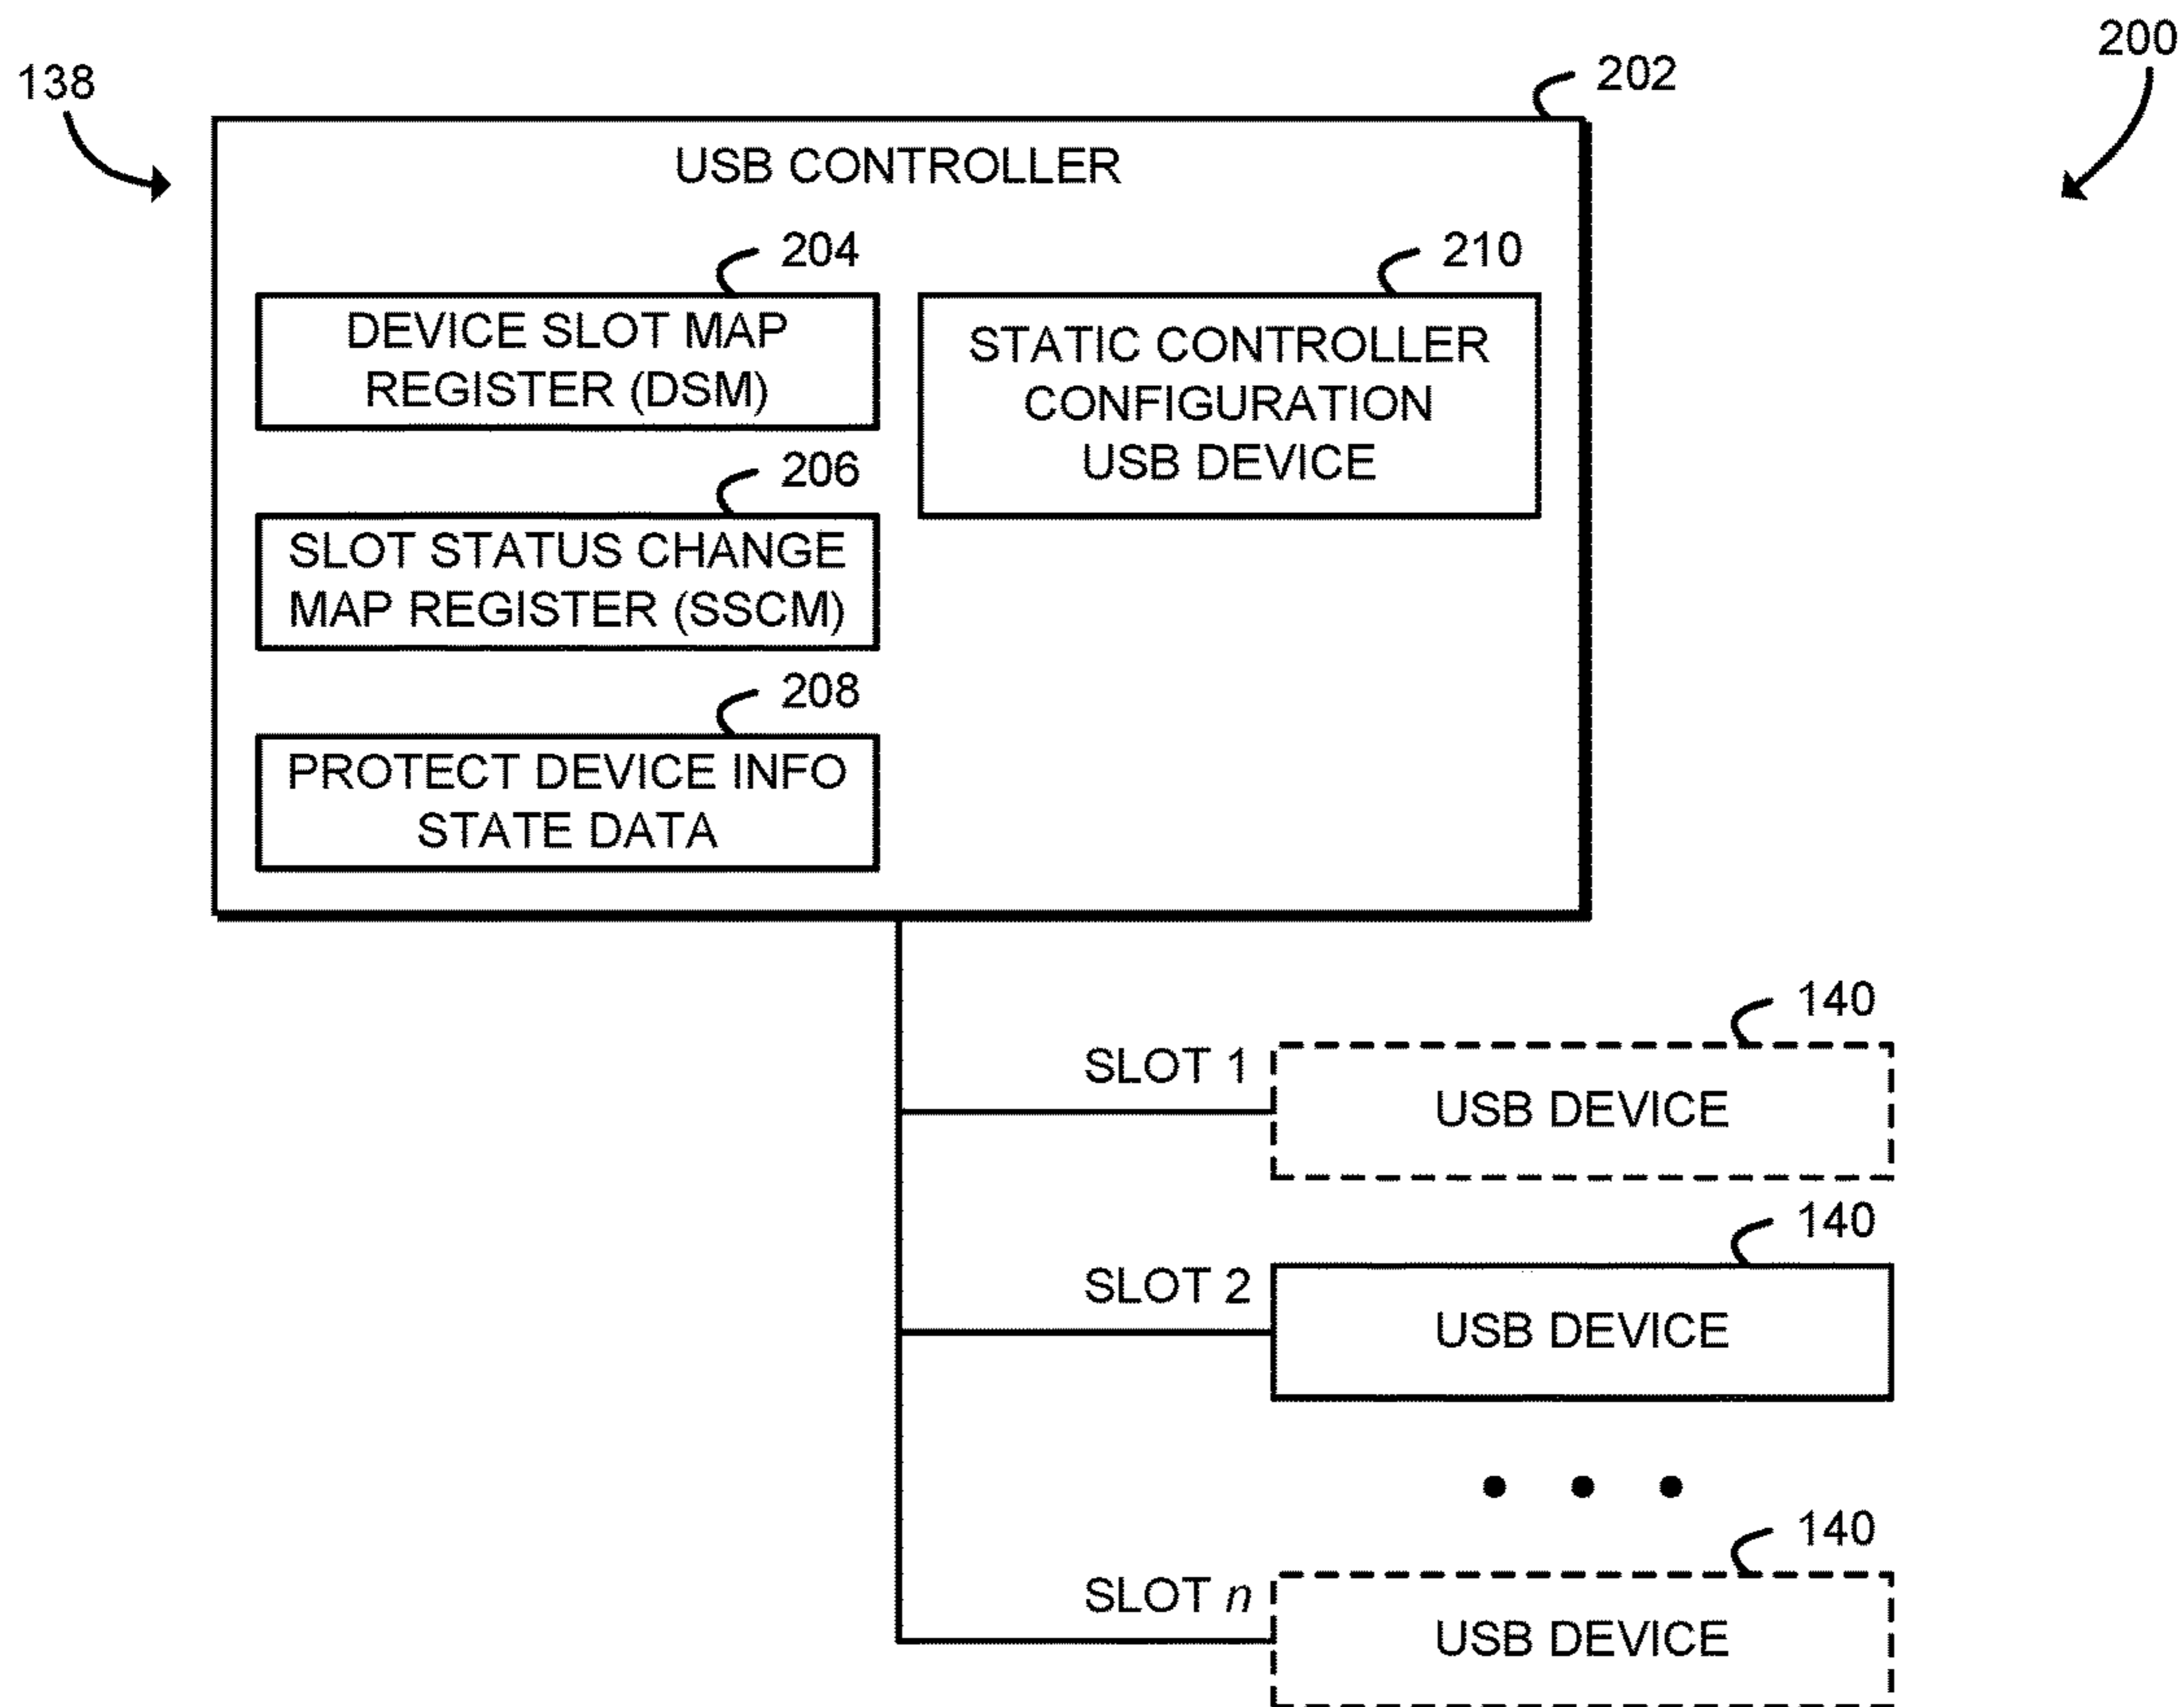 200
138
202
USB CONTROLLER
204
210
DEVICE SLOT MAP
REGISTER (DSM)
STATIC CONTROLLER
CONFIGURATION
USB DEVICE
206
SLOT STATUS CHANGE
MAP REGISTER (SSCM)
208
PROTECT DEVICE INFO
STATE DATA
140
SLOT 1
USB DEVICE
140
SLOT 2
USB DEVICE
140
SLOT n
USB DEVICE